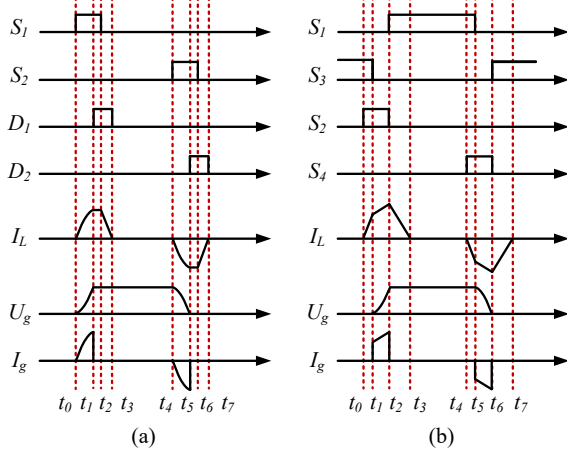 S1 S1
S2 S3
D1 S2
D2 S4
IL IL
Ug Ug
Ig Ig
t0 t1 t2 t3 t4 t5 t6 t7 t0 t1 t2 t3 t4 t5 t6 t7
(a) (b)